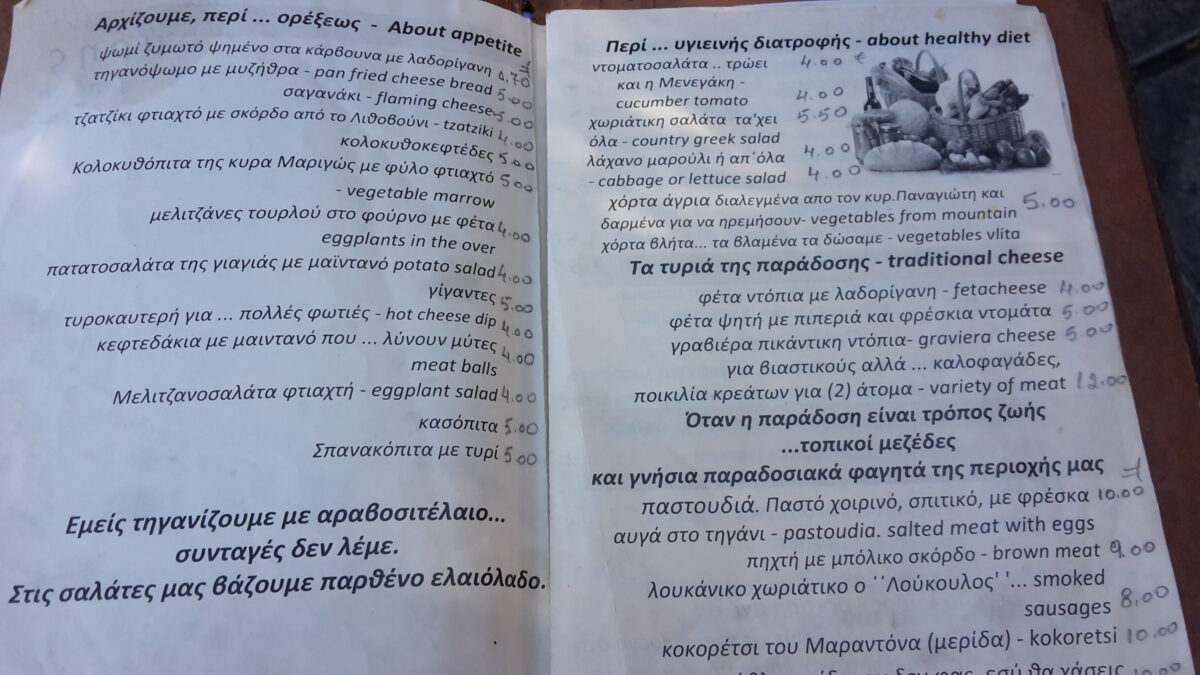 Αρχίζουμε, περί ... ορέξεως - About appetite
ψωμί ζυμωτό ψημένο στα κάρβουνα με λαδορίγανη 0,70
τηγανόψωμο με μυζήθρα - pan fried cheese bread 5.00
σαγανάκι - flaming cheese 5.00
τζατζίκι φτιαχτό με σκόρδο από το Λιθοβούνι - tzatziki 4.00
κολοκυθοκεφτέδες 5.00
Κολοκυθόπιτα της κυρα Μαριγώς με φύλο φτιαχτό 5.00
- vegetable marrow
μελιτζάνες τουρλού στο φούρνο με φέτα 4.00
eggplants in the over
πατατοσαλάτα της γιαγιάς με μαϊντανό potato salad 4.00
γίγαντες 5.00
τυροκαυτερή για ... πολλές φωτιές - hot cheese dip 4.00
κεφτεδάκια με μαιντανό που ... λύνουν μύτες 4.00
meat balls
Μελιτζανοσαλάτα φτιαχτή - eggplant salad 4.00
κασόπιτα 5.00
Σπανακόπιτα με τυρί 5.00
Εμείς τηγανίζουμε με αραβοσιτέλαιο...
συνταγές δεν λέμε.
Στις σαλάτες μας βάζουμε παρθένο ελαιόλαδο.
Περί ... υγιεινής διατροφής - about healthy diet
ντοματοσαλάτα .. τρώει 4.00 €
και η Μενεγάκη -
cucumber tomato 4.00
χωριάτικη σαλάτα τα'χει 5.50
όλα - country greek salad
λάχανο μαρούλι ή απ΄όλα 4.00
- cabbage or lettuce salad 4.00
χόρτα άγρια διαλεγμένα απο τον κυρ.Παναγιώτη και 5.00
δαρμένα για να ηρεμήσουν- vegetables from mountain
χόρτα βλήτα... τα βλαμένα τα δώσαμε - vegetables vlita
Τα τυριά της παράδοσης - traditional cheese
φέτα ντόπια με λαδορίγανη - fetacheese 4.00
φέτα ψητή με πιπεριά και φρέσκια ντομάτα 5.00
γραβιέρα πικάντικη ντόπια- graviera cheese 5.00
για βιαστικούς αλλά ... καλοφαγάδες,
ποικιλία κρεάτων για (2) άτομα - variety of meat 12.00
Όταν η παράδοση είναι τρόπος ζωής
...τοπικοί μεζέδες
και γνήσια παραδοσιακά φαγητά της περιοχής μας
παστουδιά. Παστό χοιρινό, σπιτικό, με φρέσκα 10.00
αυγά στο τηγάνι - pastoudia. salted meat with eggs
πηχτή με μπόλικο σκόρδο - brown meat 9.00
λουκάνικο χωριάτικο ο ΄΄Λούκουλος' '... smoked
sausages 8.00
κοκορέτσι του Μαραντόνα (μερίδα) - kokoretsi 10.00
εσύ θα χάσεις 10.00